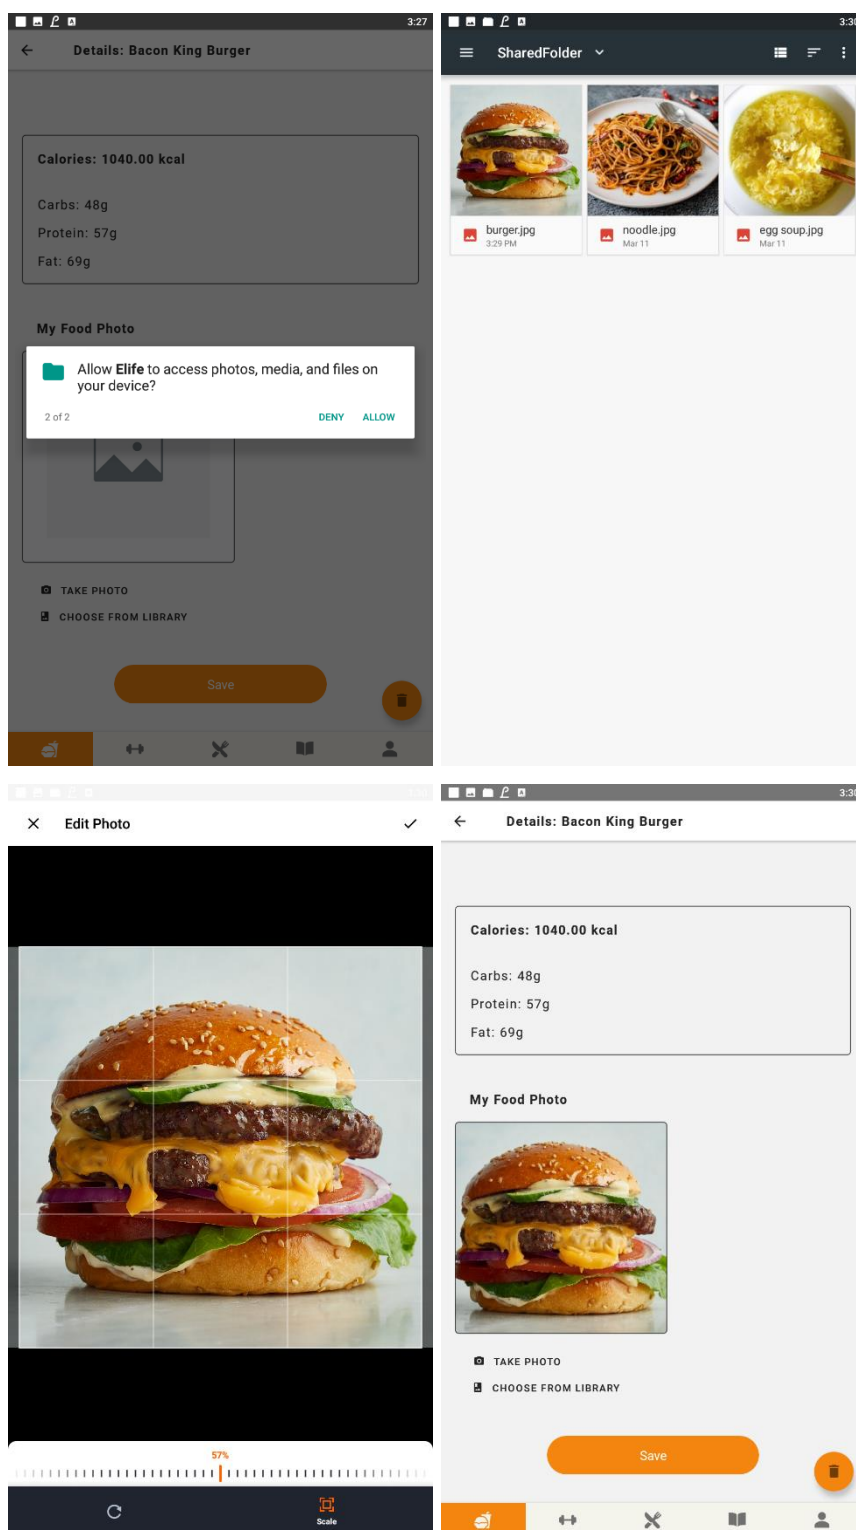 3:27
Details: Bacon King Burger
Calories: 1040.00 kcal
Carbs: 48g
Protein: 57g
Fat: 69g
My Food Photo
Allow Elife to access photos, media, and files on
your device?
2 of 2
DENY ALLOW
TAKE PHOTO
CHOOSE FROM LIBRARY
Save
3:30
SharedFolder
burger.jpg
3:29 PM
noodle.jpg
Mar 11
egg soup.jpg
Mar 11
Edit Photo
57%
Scale
3:30
Details: Bacon King Burger
Calories: 1040.00 kcal
Carbs: 48g
Protein: 57g
Fat: 69g
My Food Photo
TAKE PHOTO
CHOOSE FROM LIBRARY
Save